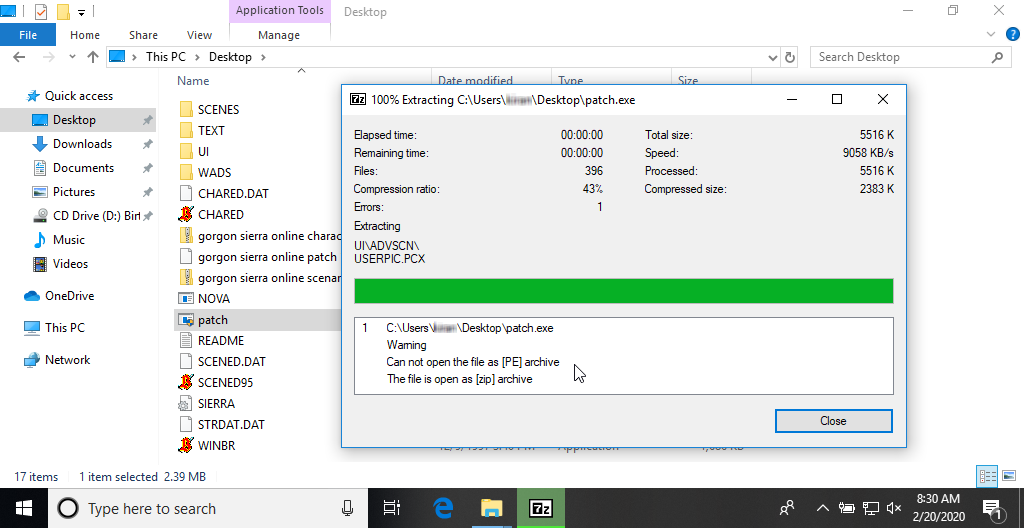 Application Tools
Desktop
File
Home
Share
View
Manage
This PC
Desktop
Search Desktop
Quick access
Desktop
Downloads
Documents
Pictures
CD Drive (D:) Birt
Music
Videos
OneDrive
This PC
Network
Name
Date modified
Type
Size
SCENES
TEXT
UI
WADS
CHARED.DAT
CHARED
gorgon sierra online charac
gorgon sierra online patch
gorgon sierra online scenar
NOVA
patch
README
SCENED.DAT
SCENED95
SIERRA
STRDAT.DAT
WINBR
Application
7z
100% Extracting C:\Users\ \Desktop\patch.exe
Elapsed time: 00:00:00
Total size: 5516 K
Remaining time: 00:00:00
Speed: 9058 KB/s
Files: 396
Processed: 5516 K
Compression ratio: 43%
Compressed size: 2383 K
Errors: 1
Extracting
UI\ADVSCN\
USERPIC.PCX
1 C:\Users\ \Desktop\patch.exe
Warning
Can not open the file as [PE] archive
The file is open as [zip] archive
Close
17 items
1 item selected 2.39 MB
Type here to search
7z
8:30 AM
2/20/2020
1